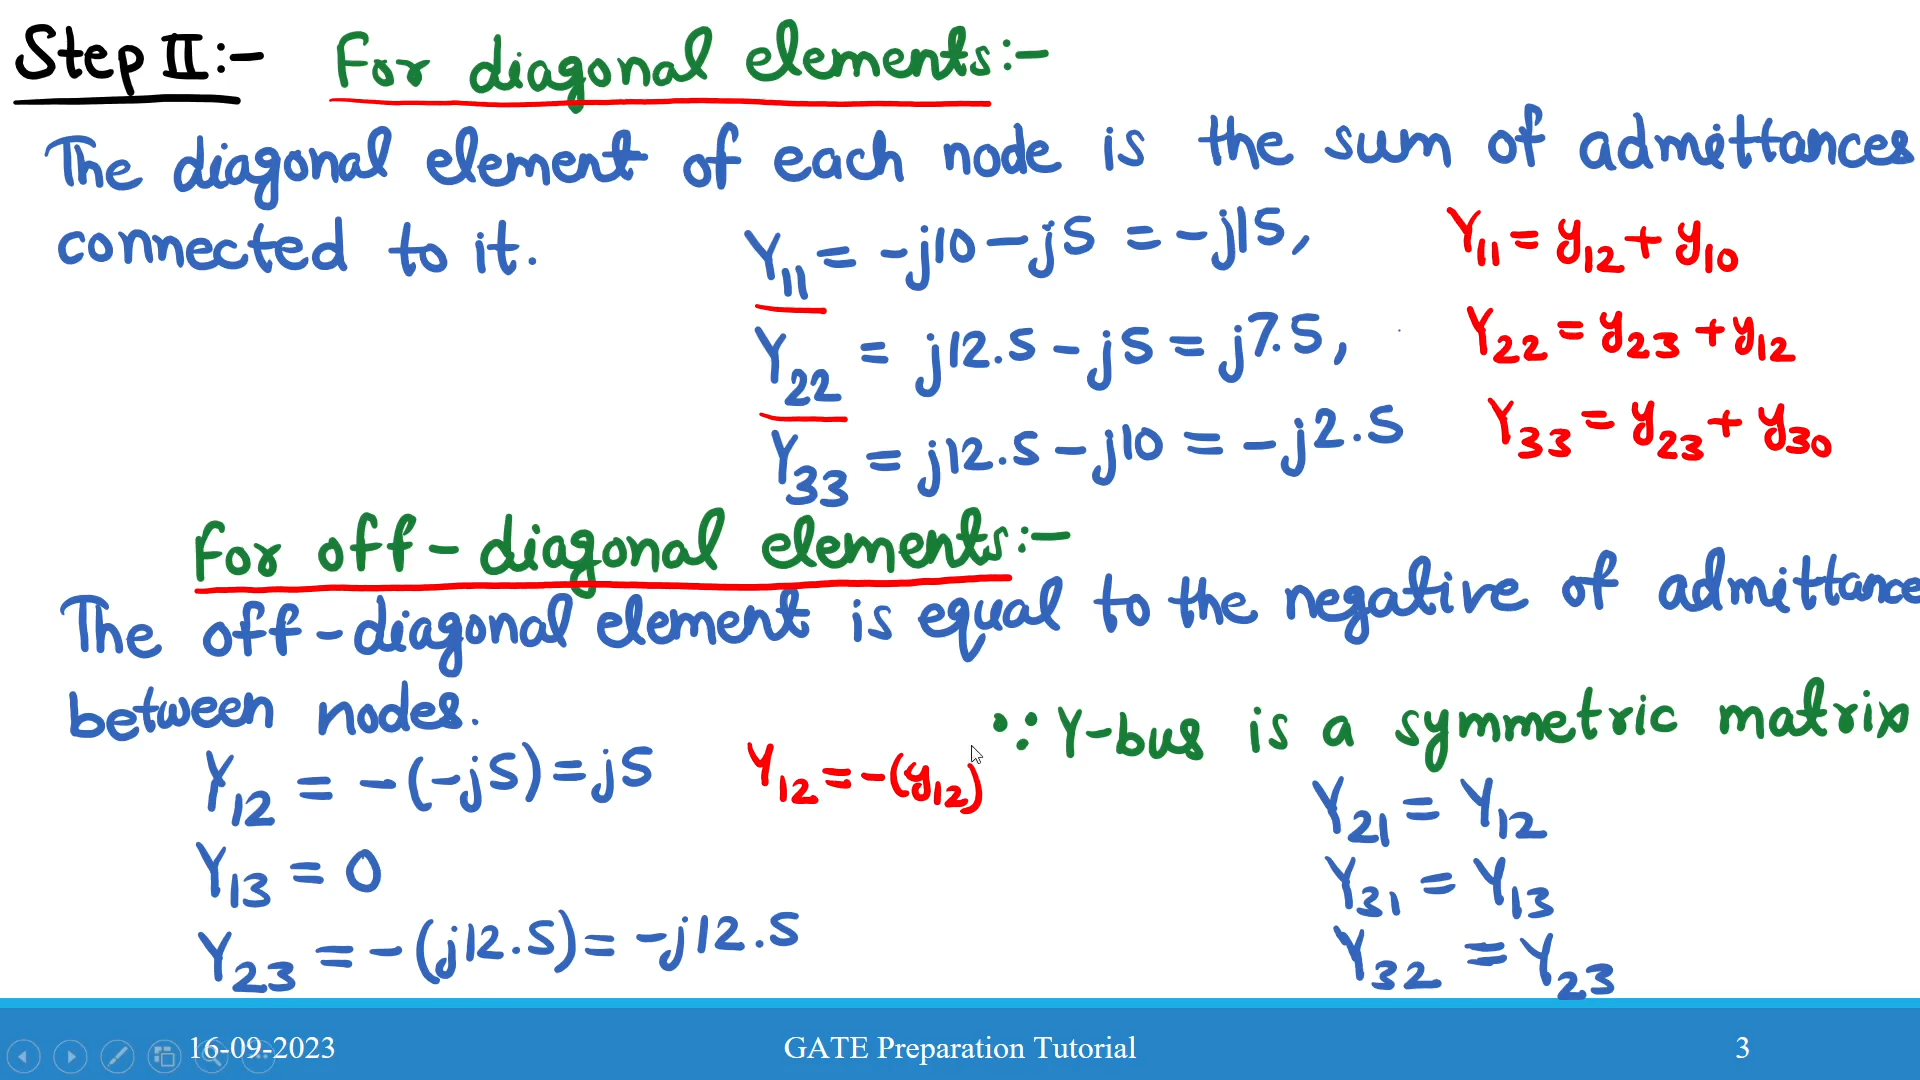 Step II:- For diagonal elements:-
The diagonal element of each node is the sum of admittances
connected to it.
Y11 = -j10 - j5 = -j15, Y11 = y12 + y10
Y22 = j12.5 - j5 = j7.5, Y22 = y23 + y12
Y33 = j12.5 - j10 = -j2.5 Y33 = y23 + y30
For off-diagonal elements:-
The off-diagonal element is equal to the negative of admittance
between nodes.
∵ Y-bus is a symmetric matrix
Y12 = -(-j5) = j5 Y12 = -(y12) Y21 = Y12
Y13 = 0 Y31 = Y13
Y23 = -(j12.5) = -j12.5 Y32 = Y23
16-09-2023 GATE Preparation Tutorial 3